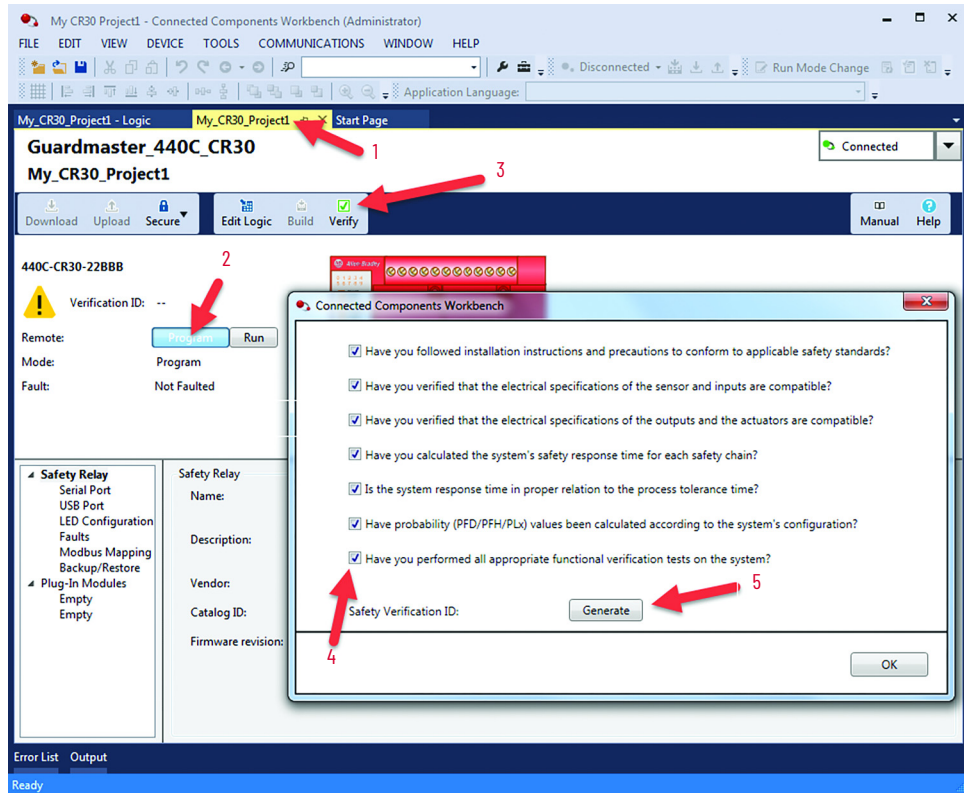 My CR30 Project1 - Connected Components Workbench (Administrator)
FILE EDIT VIEW DEVICE TOOLS COMMUNICATIONS WINDOW HELP
Disconnected Run Mode Change
Application Language:
My_CR30_Project1 - Logic My_CR30_Project1 Start Page
1
Guardmaster_440C_CR30
Connected
My_CR30_Project1
3
Download Upload Secure Edit Logic Build Verify Manual Help
440C-CR30-22BBB
2
Allen Bradley
Verification ID: --
Remote: Program Run
Mode: Program
Fault: Not Faulted
Connected Components Workbench
Have you followed installation instructions and precautions to conform to applicable safety standards?
Have you verified that the electrical specifications of the sensor and inputs are compatible?
Have you verified that the electrical specifications of the outputs and the actuators are compatible?
Have you calculated the system's safety response time for each safety chain?
Is the system response time in proper relation to the process tolerance time?
Have probability (PFD/PFH/PLx) values been calculated according to the system's configuration?
Have you performed all appropriate functional verification tests on the system?
5
Safety Verification ID: Generate
4
OK
Safety Relay
Serial Port
USB Port
LED Configuration
Faults
Modbus Mapping
Backup/Restore
Plug-In Modules
Empty
Empty
Safety Relay
Name:
Description:
Vendor:
Catalog ID:
Firmware revision:
Error List Output
Ready